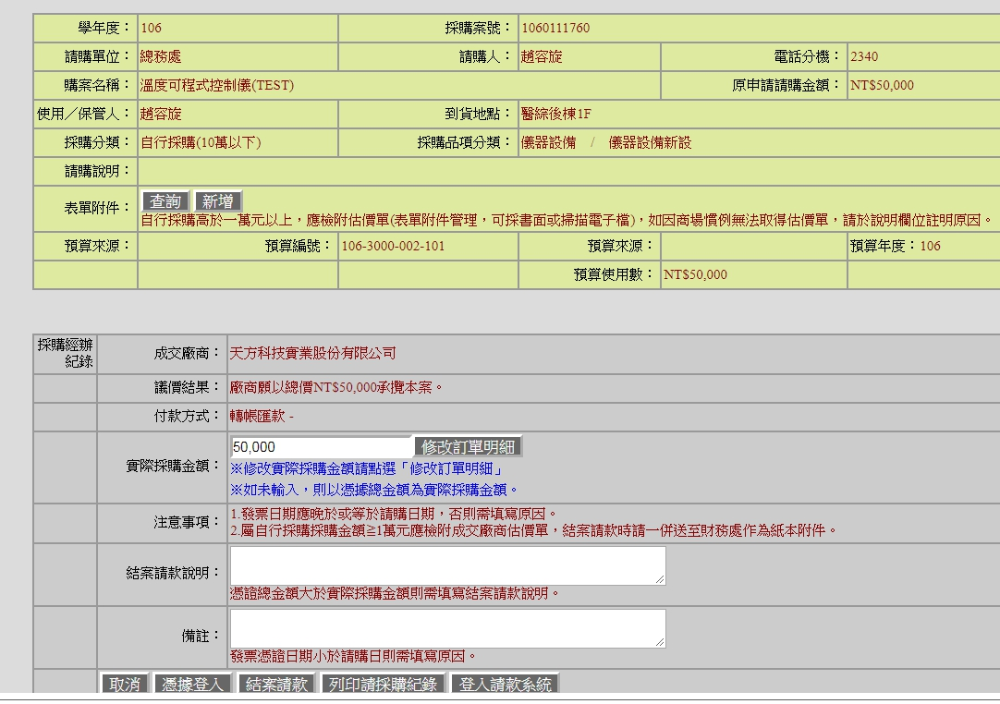 學年度： 106 採購案號： 1060111760
請購單位： 總務處 請購人： 趙容旋 電話分機： 2340
購案名稱： 溫度可程式控制儀(TEST) 原申請請購金額： NT$50,000
使用／保管人： 趙容旋 到貨地點： 醫綜後棟1F
採購分類： 自行採購(10萬以下) 採購品項分類： 儀器設備 / 儀器設備新設
請購說明：
表單附件： 查詢 新增
自行採購高於一萬元以上，應檢附估價單(表單附件管理，可採書面或掃描電子檔)，如因商場慣例無法取得估價單，請於說明欄位註明原因。
預算來源： 預算編號： 106-3000-002-101 預算來源： 預算年度：106
預算使用數： NT$50,000
採購經辦
紀錄
成交廠商： 天方科技實業股份有限公司
議價結果： 廠商願以總價NT$50,000承攬本案。
付款方式： 轉帳匯款 -
實際採購金額： 50,000 修改訂單明細
※修改實際採購金額請點選「修改訂單明細」
※如未輸入，則以憑據總金額為實際採購金額。
注意事項： 1.發票日期應晚於或等於請購日期，否則需填寫原因。
2.屬自行採購採購金額≧1萬元應檢附成交廠商估價單，結案請款時請一併送至財務處作為紙本附件。
結案請款說明：
憑證總金額大於實際採購金額則需填寫結案請款說明。
備註：
發票憑證日期小於請購日則需填寫原因。
取消 憑據登入 結案請款 列印請採購紀錄 登入請款系統